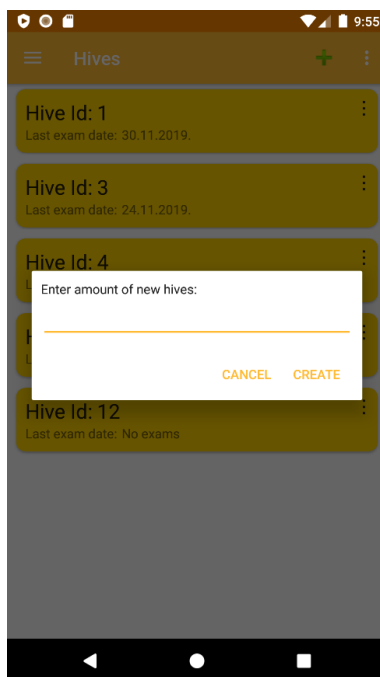 9:55
Hives
Hive Id: 1
Last exam date: 30.11.2019.
Hive Id: 3
Last exam date: 24.11.2019.
Hive Id: 4
Enter amount of new hives:
CANCEL CREATE
Hive Id: 12
Last exam date: No exams